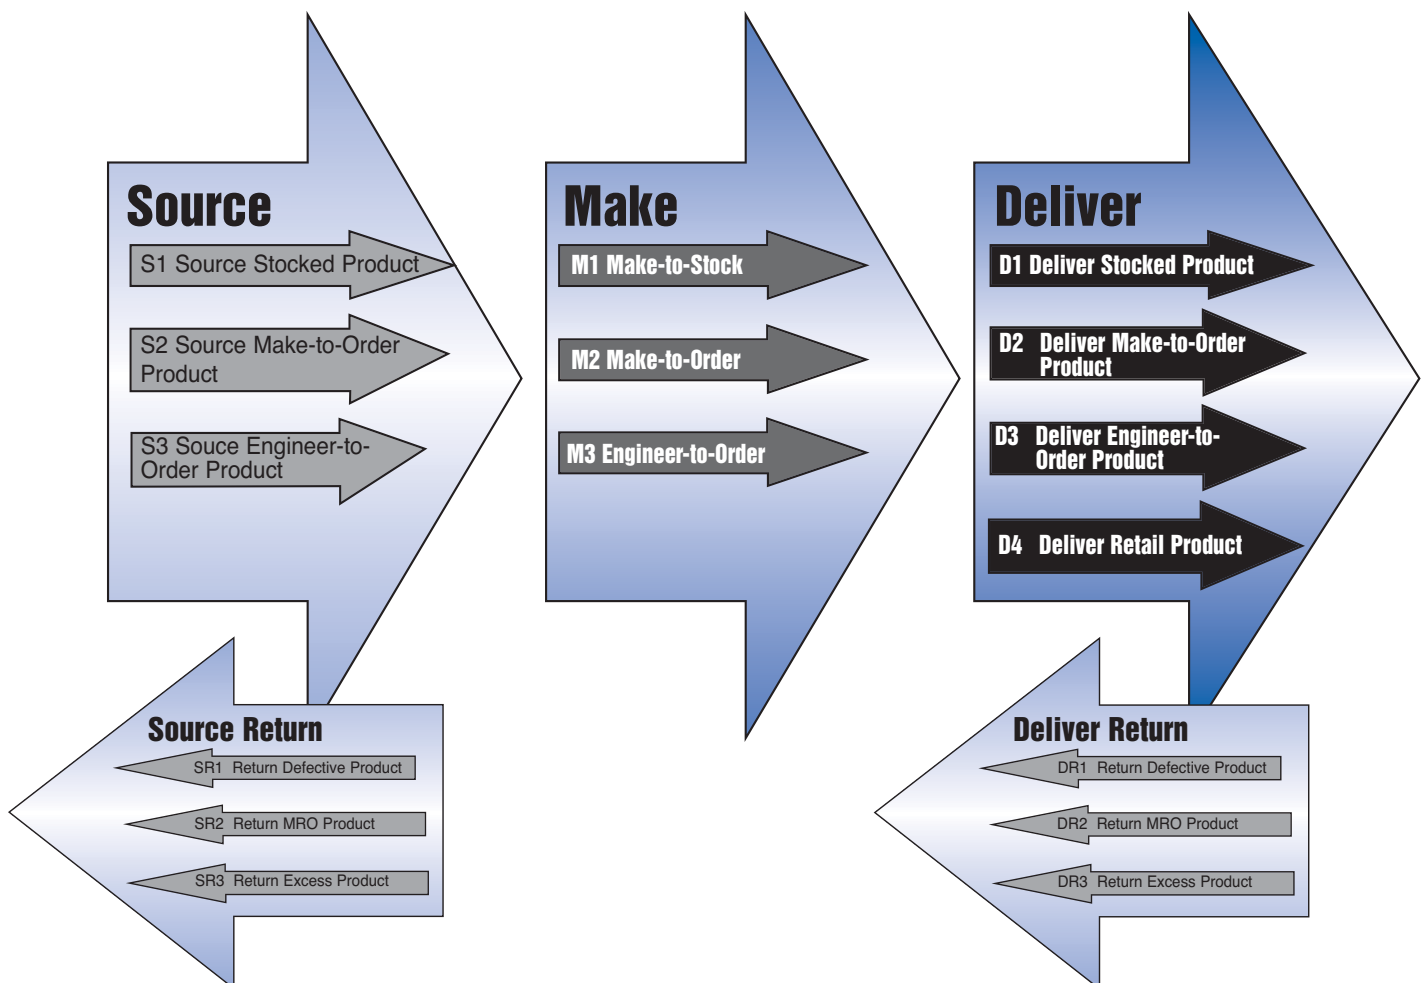 Source
S1 Source Stocked Product
S2 Source Make-to-Order
Product
S3 Souce Engineer-to-
Order Product
Make
M1 Make-to-Stock
M2 Make-to-Order
M3 Engineer-to-Order
Deliver
D1 Deliver Stocked Product
D2 Deliver Make-to-Order
Product
D3 Deliver Engineer-to-
Order Product
D4 Deliver Retail Product
Source Return
SR1 Return Defective Product
SR2 Return MRO Product
SR3 Return Excess Product
Deliver Return
DR1 Return Defective Product
DR2 Return MRO Product
DR3 Return Excess Product